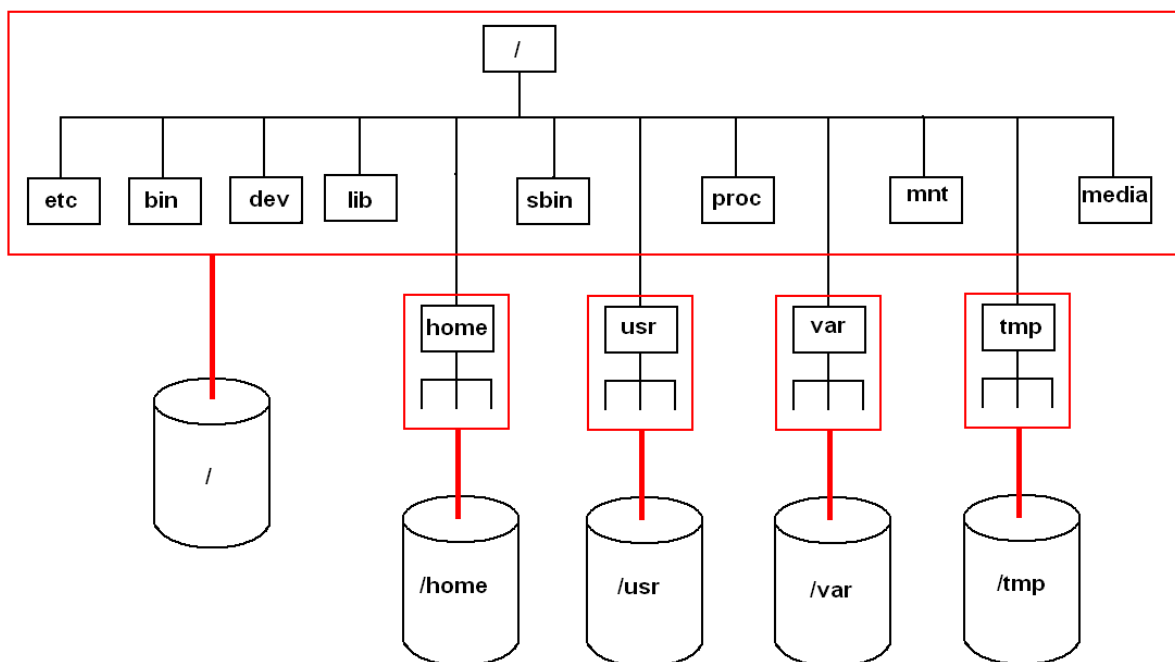 /
etc
bin
dev
lib
sbin
proc
mnt
media
home
usr
var
tmp
/
/home
/usr
/var
/tmp